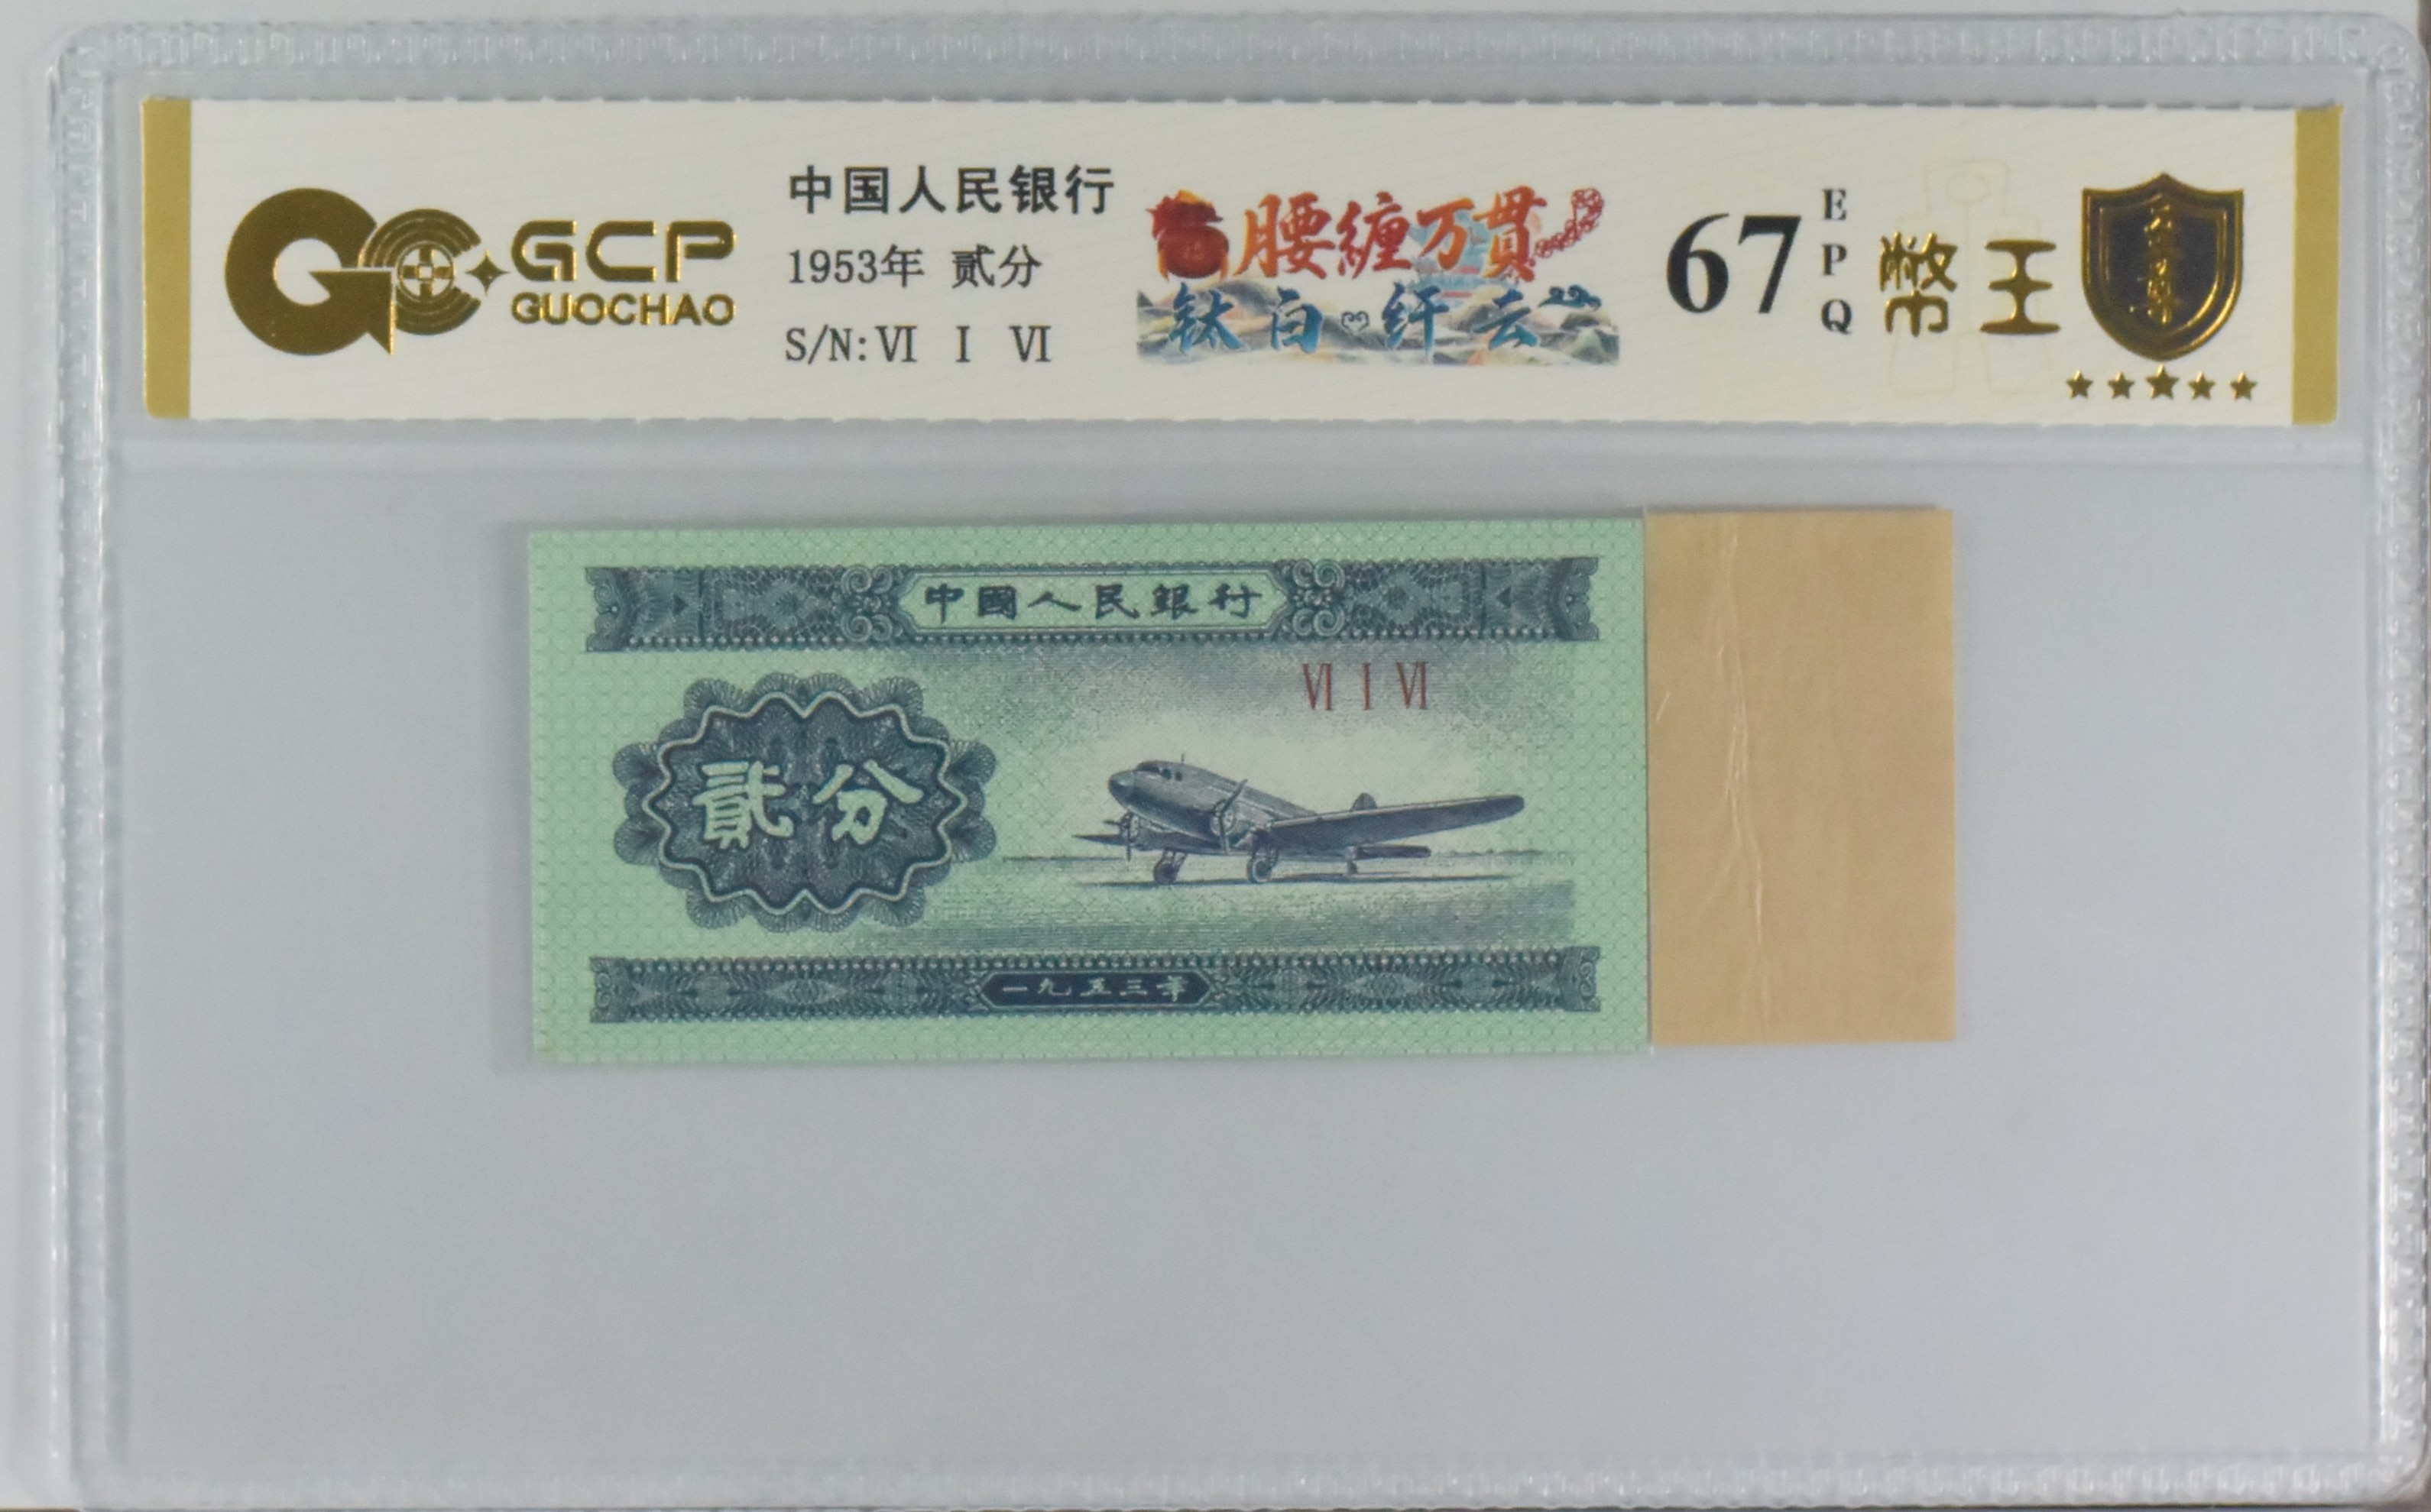 GCP
GUOCHAO
中国人民银行
1953年 贰分
S/N: VI I VI
腰缠万贯
钛白·纤云
67
EPQ
幣王
中國人民銀行
VI I VI
貳分
一九五三年